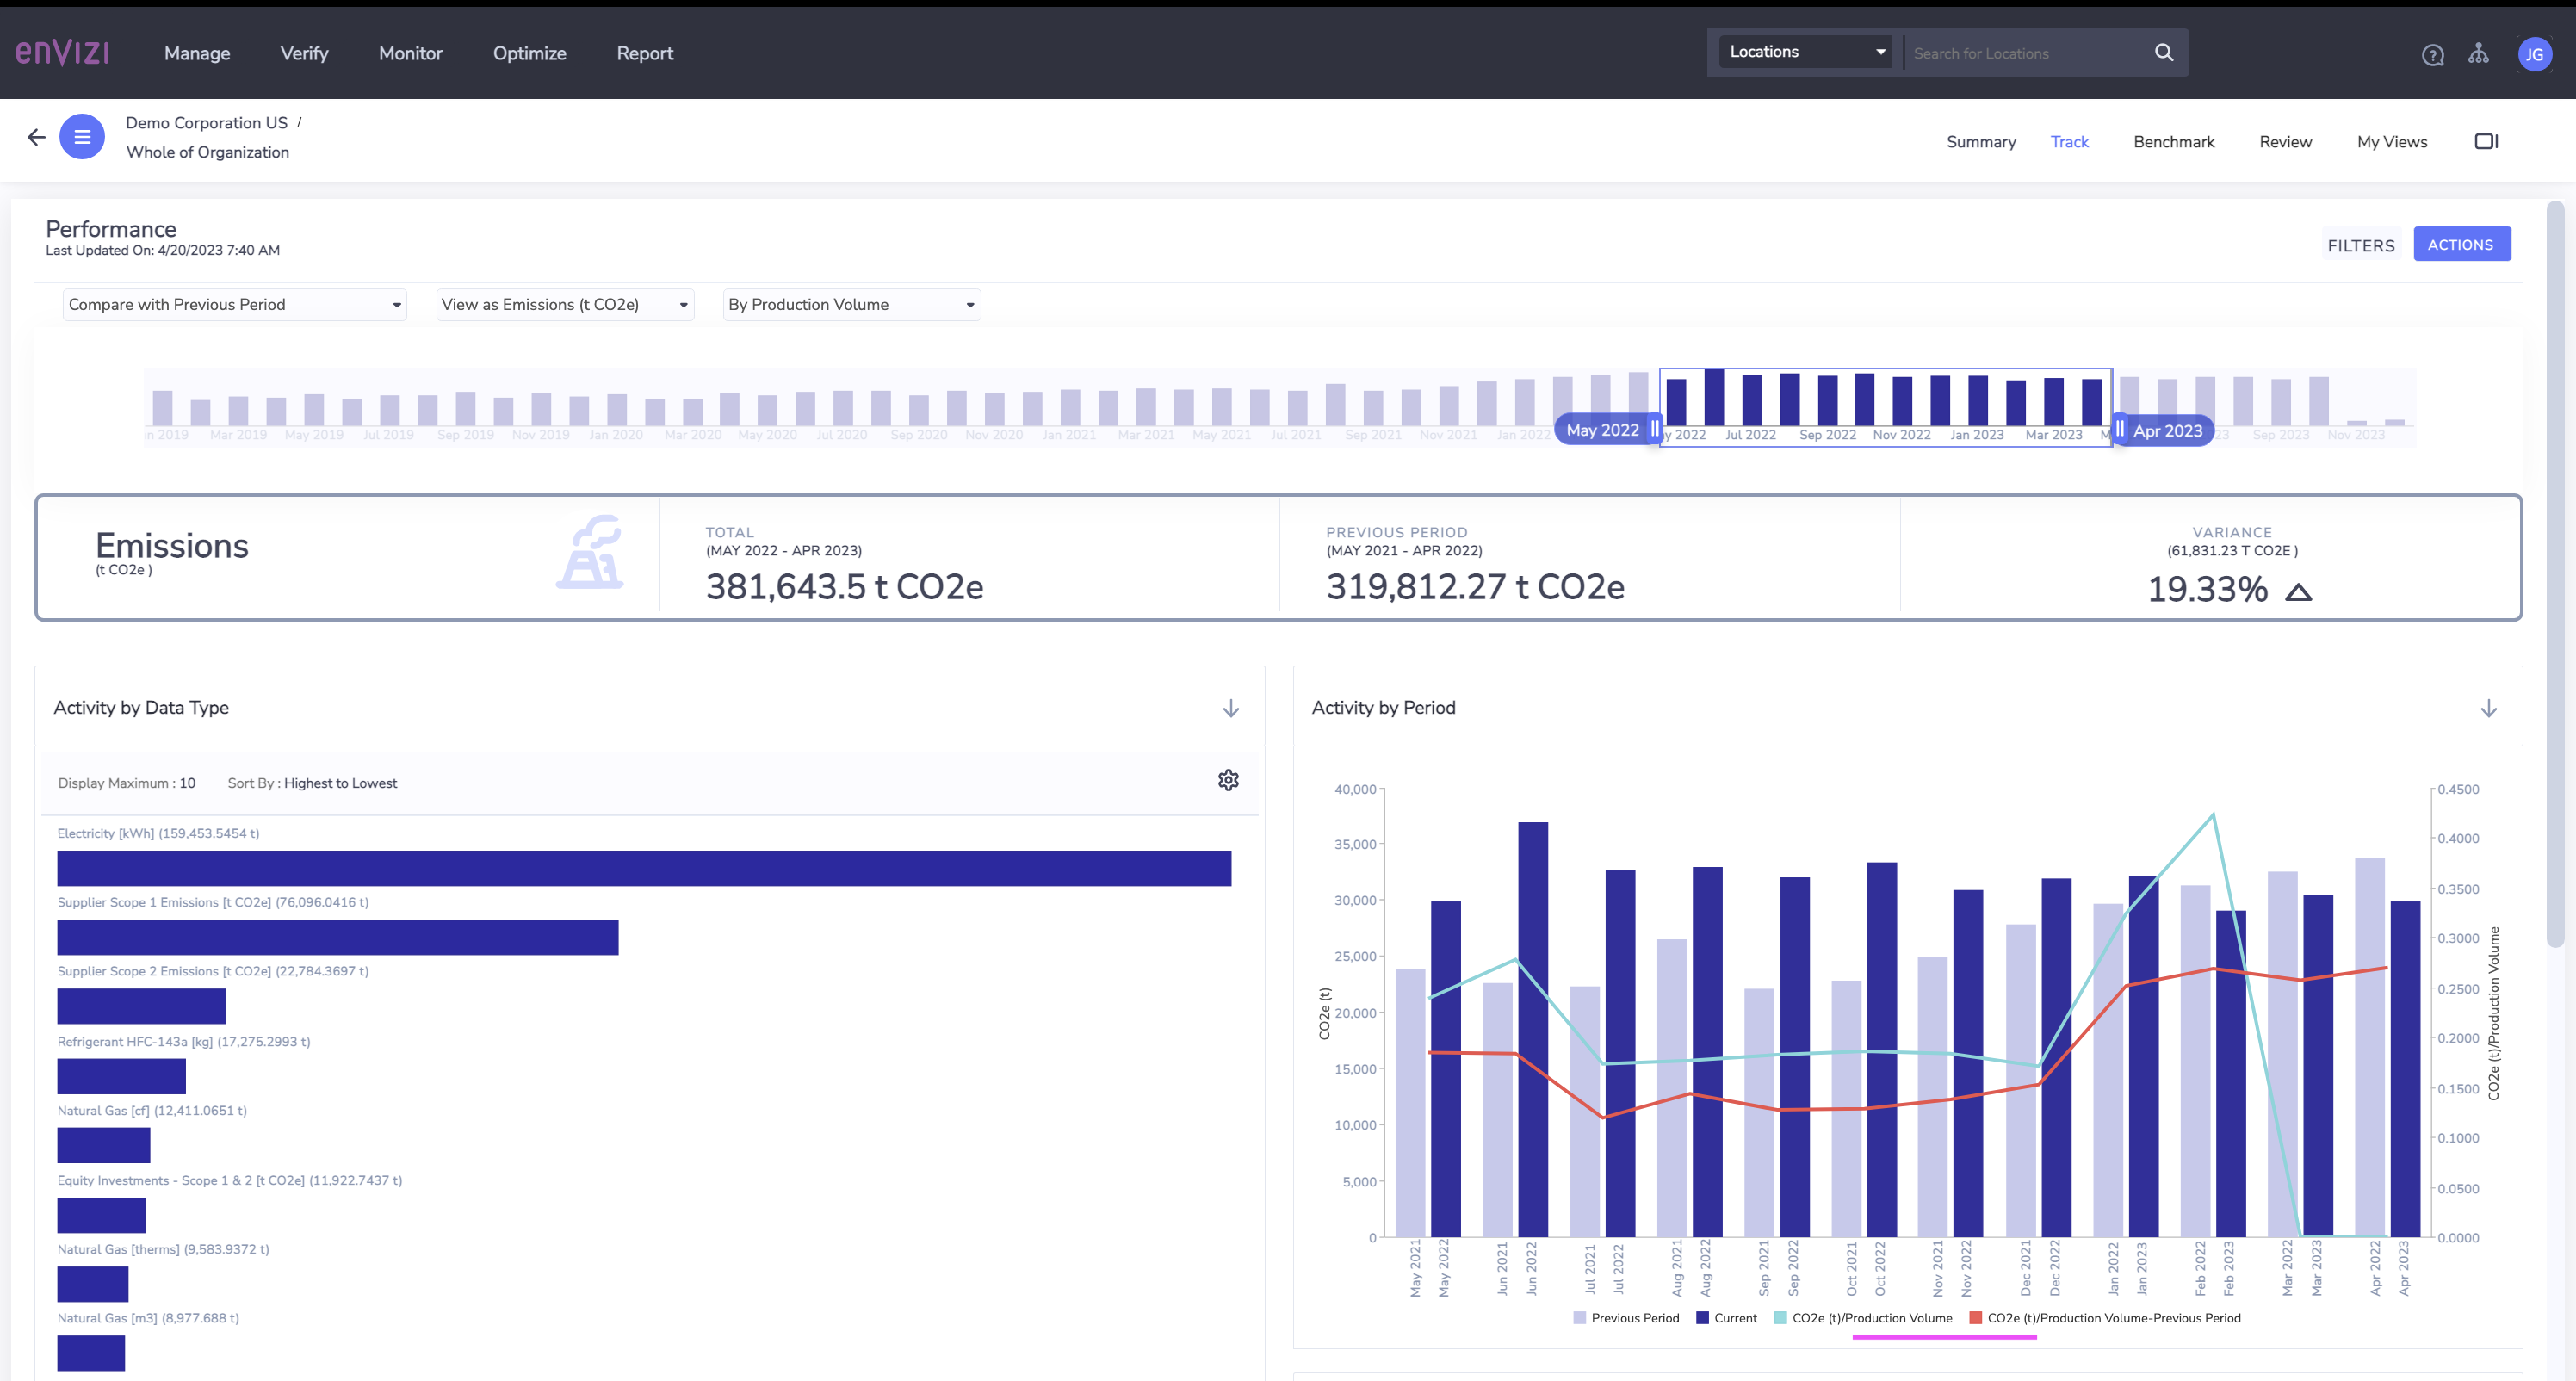 enVIZI
Manage Verify Monitor Optimize Report
Locations Search for Locations
JG
Demo Corporation US /
Whole of Organization
Summary Track Benchmark Review My Views
Performance
Last Updated On: 4/20/2023 7:40 AM
FILTERS ACTIONS
Compare with Previous Period View as Emissions (t CO2e) By Production Volume
n 2019 Mar 2019 May 2019 Jul 2019 Sep 2019 Nov 2019 Jan 2020 Mar 2020 May 2020 Jul 2020 Sep 2020 Nov 2020 Jan 2021 Mar 2021 May 2021 Jul 2021 Sep 2021 Nov 2021 Jan 2022 y 2022 Jul 2022 Sep 2022 Nov 2022 Jan 2023 Mar 2023 M 23 Sep 2023 Nov 2023
May 2022 Apr 2023
Emissions
(t CO2e )
TOTAL
(MAY 2022 - APR 2023)
381,643.5 t CO2e
PREVIOUS PERIOD
(MAY 2021 - APR 2022)
319,812.27 t CO2e
VARIANCE
(61,831.23 T CO2E )
19.33%
Activity by Data Type
Display Maximum : 10 Sort By : Highest to Lowest
Electricity [kWh] (159,453.5454 t)
Supplier Scope 1 Emissions [t CO2e] (76,096.0416 t)
Supplier Scope 2 Emissions [t CO2e] (22,784.3697 t)
Refrigerant HFC-143a [kg] (17,275.2993 t)
Natural Gas [cf] (12,411.0651 t)
Equity Investments - Scope 1 & 2 [t CO2e] (11,922.7437 t)
Natural Gas [therms] (9,583.9372 t)
Natural Gas [m3] (8,977.688 t)
Activity by Period
CO2e (t)
40,000
35,000
30,000
25,000
20,000
15,000
10,000
5,000
0
0.4500
0.4000
0.3500
0.3000
0.2500
0.2000
0.1500
0.1000
0.0500
0.0000
CO2e (t)/Production Volume
May 2021 May 2022 Jun 2021 Jun 2022 Jul 2021 Jul 2022 Aug 2021 Aug 2022 Sep 2021 Sep 2022 Oct 2021 Oct 2022 Nov 2021 Nov 2022 Dec 2021 Dec 2022 Jan 2022 Jan 2023 Feb 2022 Feb 2023 Mar 2022 Mar 2023 Apr 2022 Apr 2023
Previous Period Current CO2e (t)/Production Volume CO2e (t)/Production Volume-Previous Period